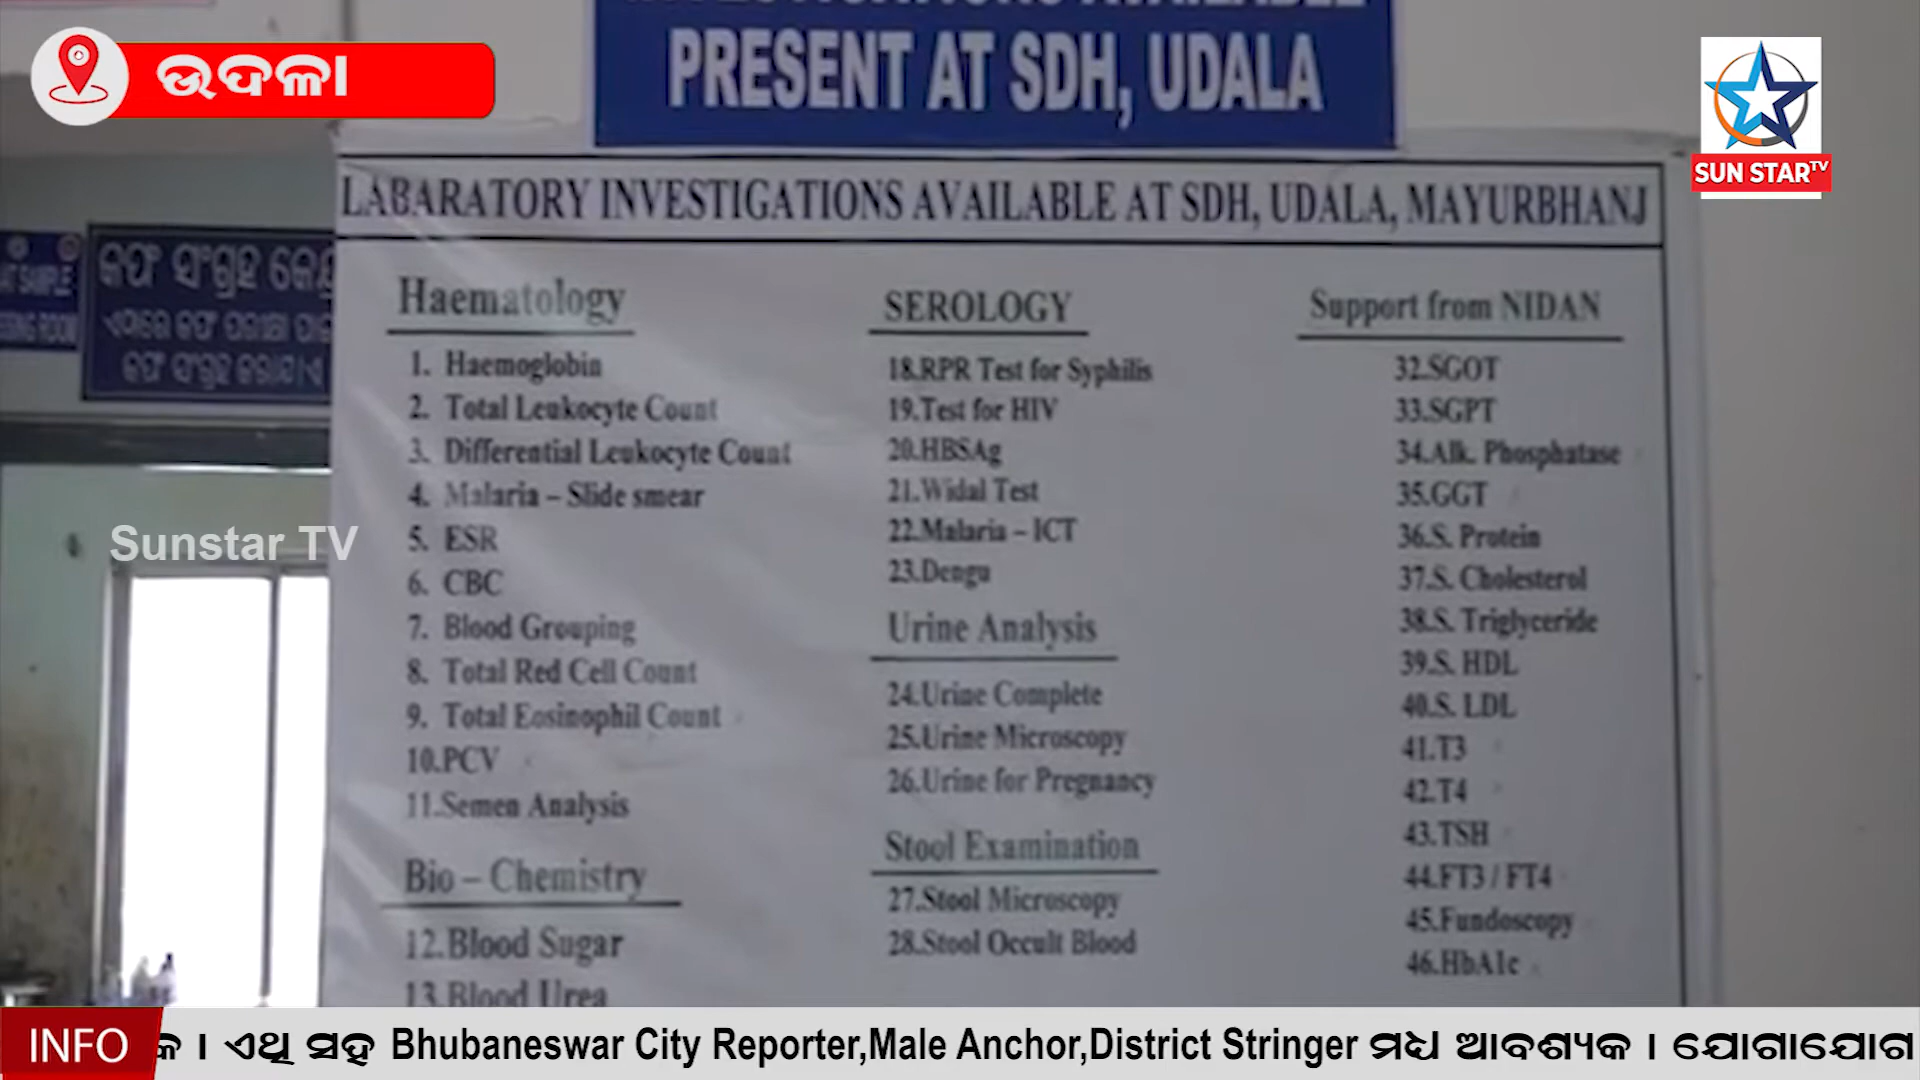 ଉଦଳା
PRESENT AT SDH, UDALA
SUN STAR TV
LABARATORY INVESTIGATIONS AVAILABLE AT SDH, UDALA, MAYURBHANJ
କଫ ସଂଗ୍ରହ
Haematology
1. Haemoglobin
2. Total Leukocyte Count
3. Differential Leukocyte Count
4. Malaria – Slide smear
5. ESR
6. CBC
7. Blood Grouping
8. Total Red Cell Count
9. Total Eosinophil Count
10.PCV
11.Semen Analysis
Bio – Chemistry
12.Blood Sugar
13.Blood Urea
SEROLOGY
18.RPR Test for Syphilis
19.Test for HIV
20.HBSAg
21.Widal Test
22.Malaria – ICT
23.Dengu
Urine Analysis
24.Urine Complete
25.Urine Microscopy
26.Urine for Pregnancy
Stool Examination
27.Stool Microscopy
28.Stool Occult Blood
Support from NIDAN
32.SGOT
33.SGPT
34.Alk. Phosphatase
35.GGT
36.S. Protein
37.S. Cholesterol
38.S. Triglyceride
39.S. HDL
40.S. LDL
41.T3
42.T4
43.TSH
44.FT3 / FT4
45.Fundoscopy
46.HbA1c
Sunstar TV
INFO
। ଏଥି ସହ Bhubaneswar City Reporter,Male Anchor,District Stringer ମଧ୍ୟ ଆବଶ୍ୟକ । ଯୋଗାଯୋଗ